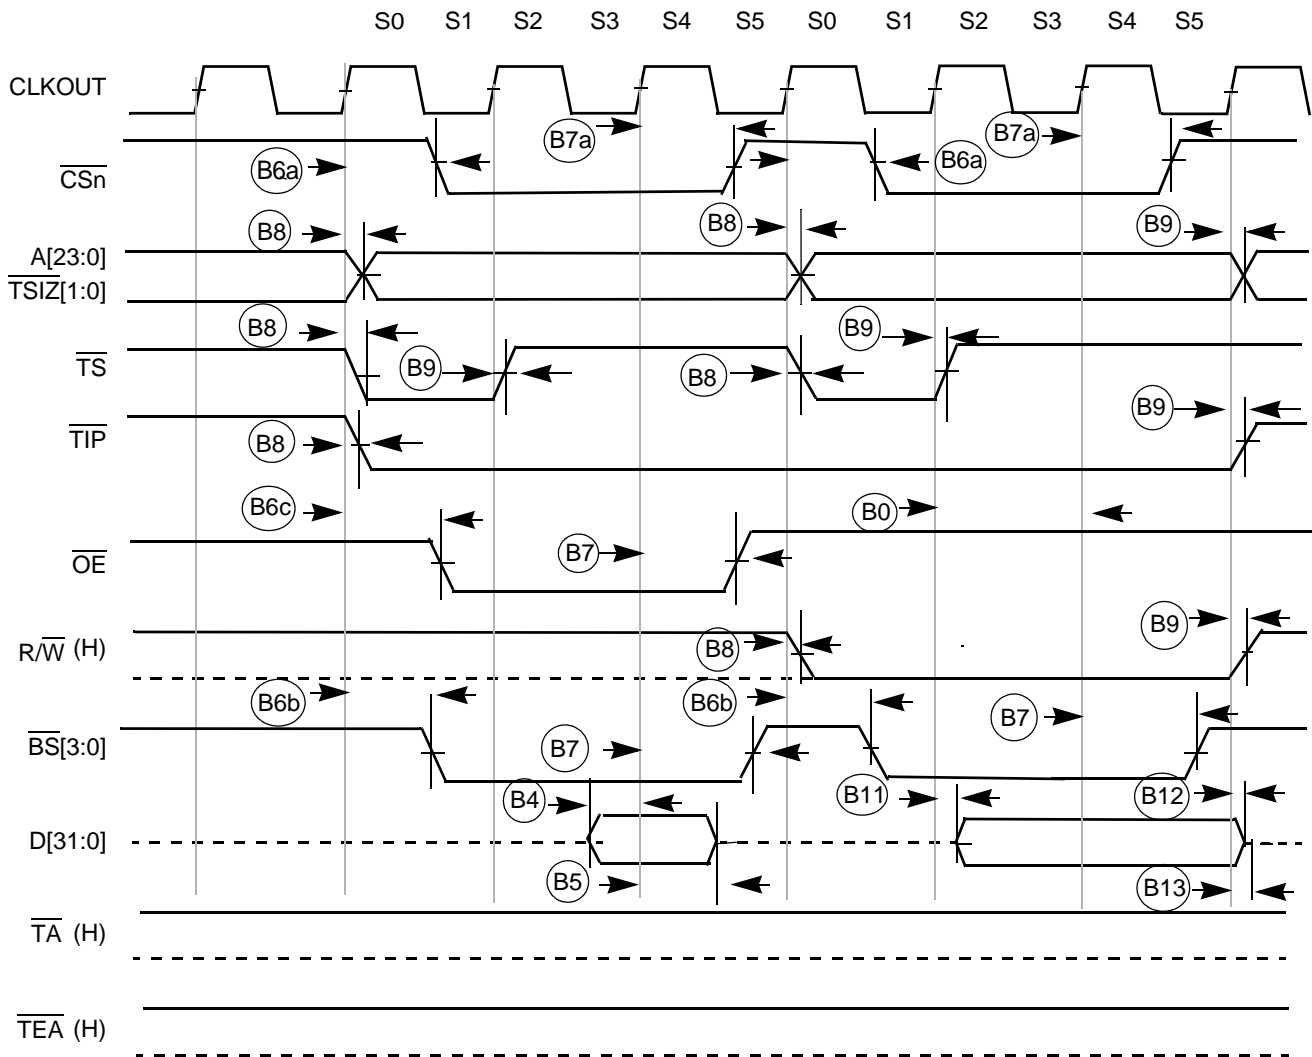 S0 S1 S2 S3 S4 S5 S0 S1 S2 S3 S4 S5
CLKOUT
B7a B7a
B6a B6a
CSn
B8 B8 B9
A[23:0]
TSIZ[1:0]
B8 B9
TS B9 B8
B9
TIP B8
B6c B0
OE B7
B9
R/W (H) B8
B6b B6b B7
BS[3:0] B7
B4 B11 B12
D[31:0]
B5 B13
TA (H)
TEA (H)